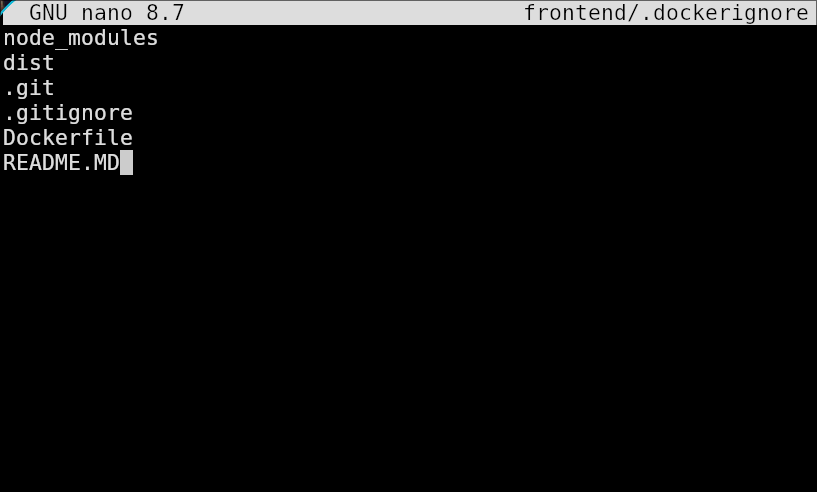 GNU nano 8.7 frontend/.dockerignore
node_modules
dist
.git
.gitignore
Dockerfile
README.MD